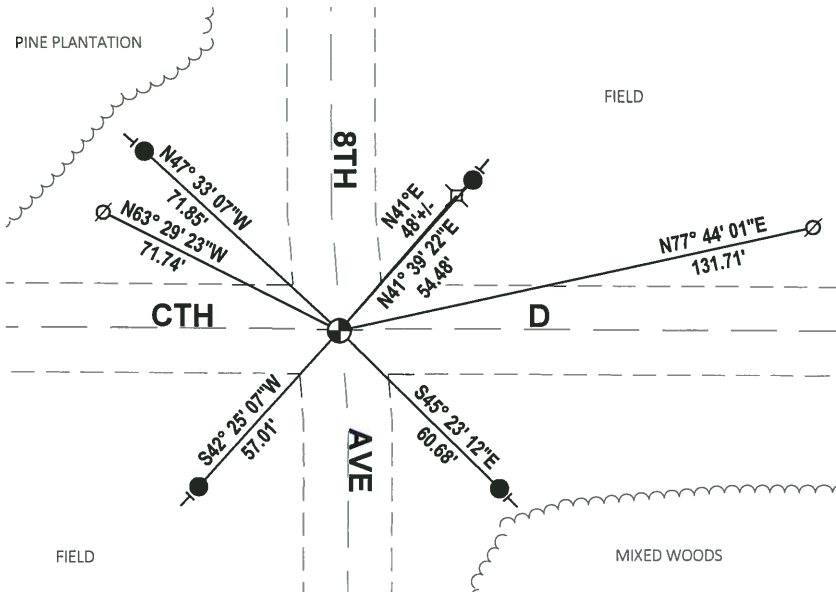 PINE PLANTATION
FIELD
8TH
N47° 33' 07"W
71.85'
N63° 29' 23"W
71.74'
N41°E
48'+/-
N41° 39' 22"E
54.48'
N77° 44' 01"E
131.71'
CTH
D
S42° 25' 07"W
57.01'
S45° 23' 12"E
60.68'
AVE
FIELD
MIXED WOODS